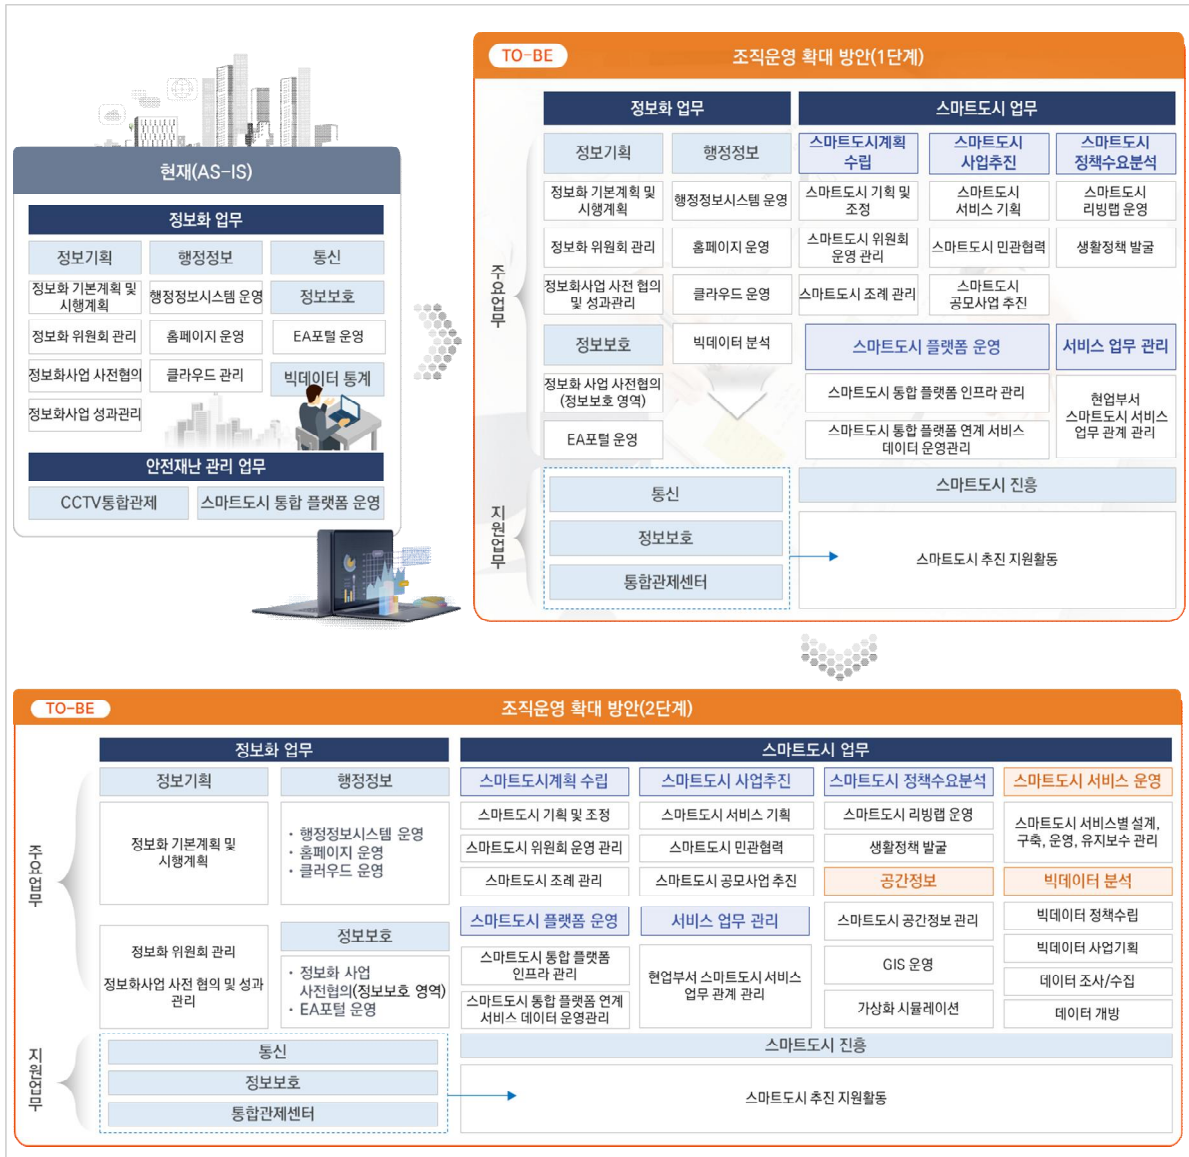 현재(AS-IS)
정보화 업무
정보기획
행정정보
통신
정보화 기본계획 및
시행계획
행정정보시스템 운영
정보보호
정보화 위원회 관리
홈페이지 운영
EA포털 운영
정보화사업 사전협의
클라우드 관리
빅데이터 통계
정보화사업 성과관리
안전재난 관리 업무
CCTV통합관제
스마트도시 통합 플랫폼 운영
TO-BE
조직운영 확대 방안(1단계)
주요업무
정보화 업무
정보기획
행정정보
정보화 기본계획 및
시행계획
행정정보시스템 운영
정보화 위원회 관리
홈페이지 운영
정보화사업 사전 협의
및 성과관리
클라우드 운영
정보보호
빅데이터 분석
정보화 사업 사전협의
(정보보호 영역)
EA포털 운영
스마트도시 업무
스마트도시계획
수립
스마트도시
사업추진
스마트도시
정책수요분석
스마트도시 기획 및
조정
스마트도시
서비스 기획
스마트도시
리빙랩 운영
스마트도시 위원회
운영 관리
스마트도시 민관협력
생활정책 발굴
스마트도시 조례 관리
스마트도시
공모사업 추진
스마트도시 플랫폼 운영
서비스 업무 관리
스마트도시 통합 플랫폼 인프라 관리
스마트도시 통합 플랫폼 연계 서비스
데이터 운영관리
현업부서
스마트도시 서비스
업무 관계 관리
지원업무
통신
정보보호
통합관제센터
스마트도시 진흥
스마트도시 추진 지원활동
TO-BE
조직운영 확대 방안(2단계)
주요업무
정보화 업무
정보기획
행정정보
정보화 기본계획 및
시행계획
· 행정정보시스템 운영
· 홈페이지 운영
· 클러우드 운영
정보화 위원회 관리
정보화사업 사전 협의 및 성과
관리
정보보호
· 정보화 사업
사전협의(정보보호 영역)
· EA포털 운영
스마트도시 업무
스마트도시계획 수립
스마트도시 사업추진
스마트도시 정책수요분석
스마트도시 서비스 운영
스마트도시 기획 및 조정
스마트도시 서비스 기획
스마트도시 리빙랩 운영
스마트도시 서비스별 설계,
구축, 운영, 유지보수 관리
스마트도시 위원회 운영 관리
스마트도시 민관협력
생활정책 발굴
스마트도시 조례 관리
스마트도시 공모사업 추진
공간정보
빅데이터 분석
스마트도시 플랫폼 운영
서비스 업무 관리
스마트도시 공간정보 관리
빅데이터 정책수립
스마트도시 통합 플랫폼
인프라 관리
현업부서 스마트도시 서비스
업무 관계 관리
GIS 운영
빅데이터 사업기획
스마트도시 통합 플랫폼 연계
서비스 데이터 운영관리
가상화 시뮬레이션
데이터 조사/수집
데이터 개방
지원업무
통신
정보보호
통합관제센터
스마트도시 진흥
스마트도시 추진 지원활동